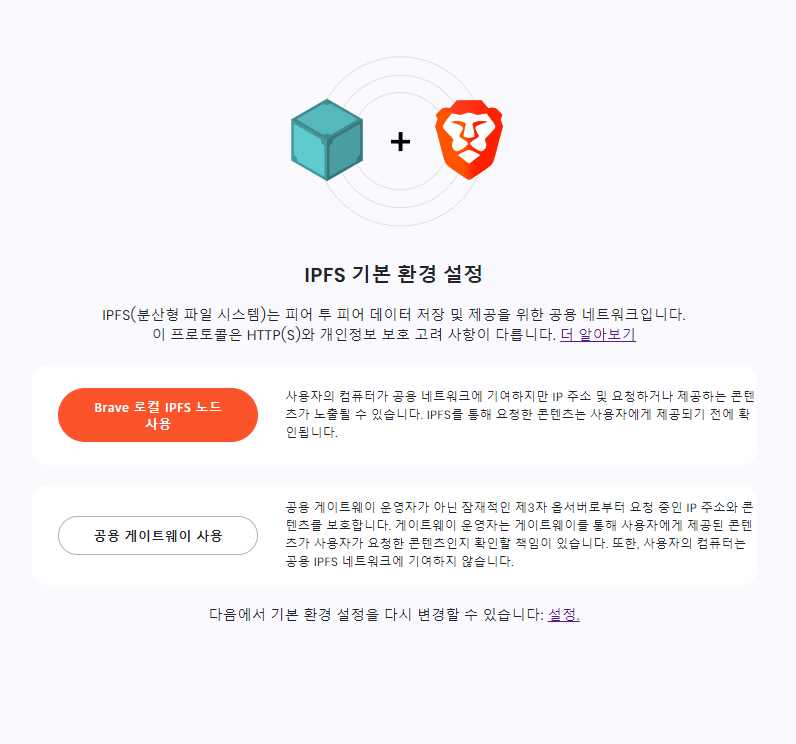 IPFS 기본 환경 설정
IPFS(분산형 파일 시스템)는 피어 투 피어 데이터 저장 및 제공을 위한 공용 네트워크입니다.
이 프로토콜은 HTTP(S)와 개인정보 보호 고려 사항이 다릅니다. 더 알아보기
Brave 로컬 IPFS 노드
사용
사용자의 컴퓨터가 공용 네트워크에 기여하지만 IP 주소 및 요청하거나 제공하는 콘텐
츠가 노출될 수 있습니다. IPFS를 통해 요청한 콘텐츠는 사용자에게 제공되기 전에 확
인됩니다.
공용 게이트웨이 사용
공용 게이트웨이 운영자가 아닌 잠재적인 제3자 옵서버로부터 요청 중인 IP 주소와 콘
텐츠를 보호합니다. 게이트웨이 운영자는 게이트웨이를 통해 사용자에게 제공된 콘텐
츠가 사용자가 요청한 콘텐츠인지 확인할 책임이 있습니다. 또한, 사용자의 컴퓨터는
공용 IPFS 네트워크에 기여하지 않습니다.
다음에서 기본 환경 설정을 다시 변경할 수 있습니다: 설정.